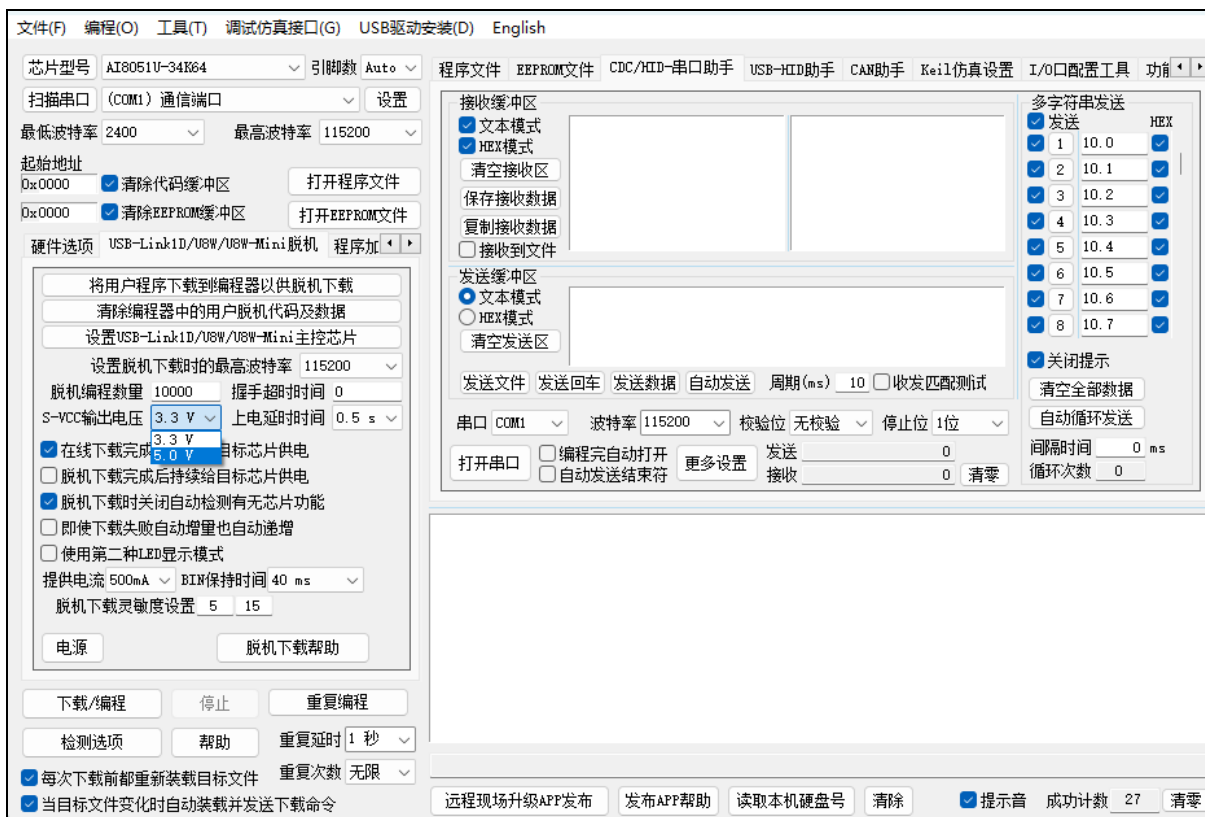 文件(F) 编程(O) 工具(T) 调试仿真接口(G) USB驱动安装(D) English
芯片型号 AI8051U-34K64 引脚数 Auto
扫描串口 (COM1) 通信端口 设置
最低波特率 2400 最高波特率 115200
起始地址
0x0000 清除代码缓冲区 打开程序文件
0x0000 清除EEPROM缓冲区 打开EEPROM文件
硬件选项 USB-Link1D/U8W/U8W-Mini脱机 程序加
将用户程序下载到编程器以供脱机下载
清除编程器中的用户脱机代码及数据
设置USB-Link1D/U8W/U8W-Mini主控芯片
设置脱机下载时的最高波特率 115200
脱机编程数量 10000 握手超时时间 0
S-VCC输出电压 3.3 V 上电延时时间 0.5 s
3.3 V
5.0 V
在线下载完成 目标芯片供电
脱机下载完成后持续给目标芯片供电
脱机下载时关闭自动检测有无芯片功能
即使下载失败自动增量也自动递增
使用第二种LED显示模式
提供电流 500mA BIN保持时间 40 ms
脱机下载灵敏度设置 5 15
电源 脱机下载帮助
下载/编程 停止 重复编程
检测选项 帮助 重复延时 1 秒
每次下载前都重新装载目标文件 重复次数 无限
当目标文件变化时自动装载并发送下载命令
程序文件 EEPROM文件 CDC/HID-串口助手 USB-HID助手 CAN助手 Keil仿真设置 I/O口配置工具 功能
接收缓冲区
文本模式
HEX模式
清空接收区
保存接收数据
复制接收数据
接收到文件
发送缓冲区
文本模式
HEX模式
清空发送区
发送文件 发送回车 发送数据 自动发送 周期(ms) 10 收发匹配测试
串口 COM1 波特率 115200 校验位 无校验 停止位 1位
打开串口 编程完自动打开 更多设置 发送 0
自动发送结束符 接收 0 清零
多字符串发送
发送 HEX
1 10.0
2 10.1
3 10.2
4 10.3
5 10.4
6 10.5
7 10.6
8 10.7
关闭提示
清空全部数据
自动循环发送
间隔时间 0 ms
循环次数 0
远程现场升级APP发布 发布APP帮助 读取本机硬盘号 清除 提示音 成功计数 27 清零